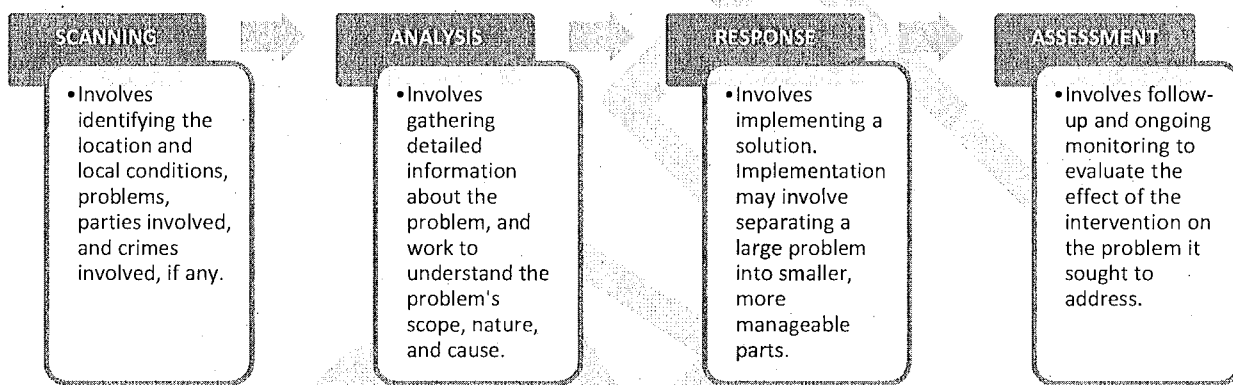 SCANNING
•Involves
identifying the
location and
local conditions,
problems,
parties involved,
and crimes
involved, if any.
ANALYSIS
•Involves
gathering
detailed
information
about the
problem, and
work to
understand the
problem's
scope, nature,
and cause.
RESPONSE
•Involves
implementing a
solution.
Implementation
may involve
separating a
large problem
into smaller,
more
manageable
parts.
ASSESSMENT
•Involves follow-
up and ongoing
monitoring to
evaluate the
effect of the
intervention on
the problem it
sought to
address.